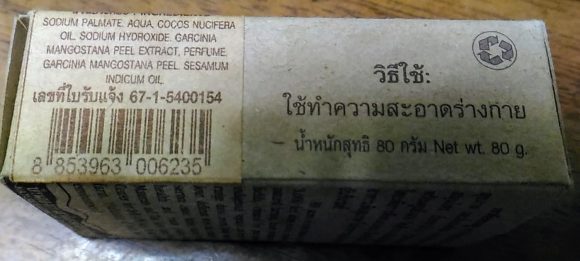 SODIUM PALMATE, AQUA, COCOS NUCIFERA
OIL, SODIUM HYDROXIDE, GARCINIA
MANGOSTANA PEEL EXTRACT, PERFUME,
GARCINIA MANGOSTANA PEEL, SESAMUM
INDICUM OIL.
เลขที่ใบรับแจ้ง 67-1-5400154
8 853963 006235
วิธีใช้:
ใช้ทำความสะอาดร่างกาย
น้ำหนักสุทธิ 80 กรัม Net wt. 80 g.